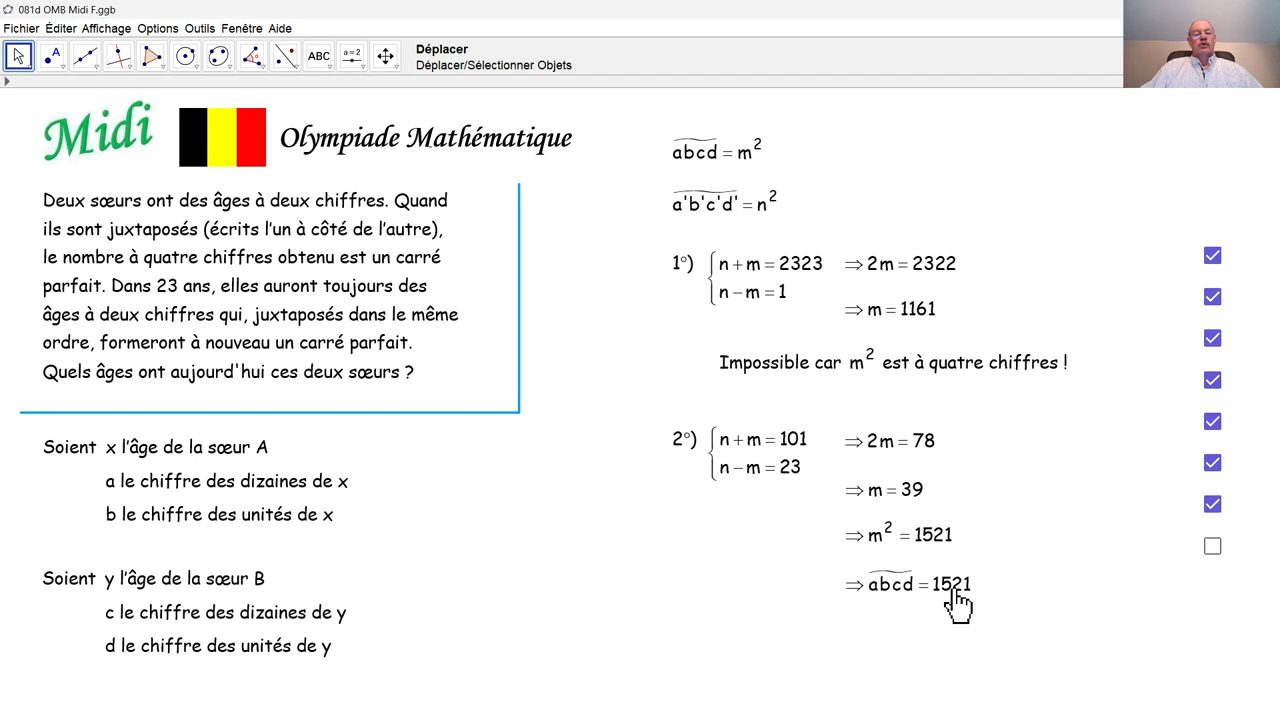 081d OMB Midi F.ggb
Fichier Éditer Affichage Options Outils Fenêtre Aide
A
ABC
a=2
Déplacer
Déplacer/Sélectionner Objets
Midi
Olympiade Mathématique
Deux sœurs ont des âges à deux chiffres. Quand
ils sont juxtaposés (écrits l'un à côté de l'autre),
le nombre à quatre chiffres obtenu est un carré
parfait. Dans 23 ans, elles auront toujours des
âges à deux chiffres qui, juxtaposés dans le même
ordre, formeront à nouveau un carré parfait.
Quels âges ont aujourd'hui ces deux sœurs ?
Soient x l'âge de la sœur A
a le chiffre des dizaines de x
b le chiffre des unités de x
Soient y l'âge de la sœur B
c le chiffre des dizaines de y
d le chiffre des unités de y
abcd = m²
a'b'c'd' = n²
1°) { n + m = 2323 ⇒ 2m = 2322
n − m = 1
⇒ m = 1161
Impossible car m² est à quatre chiffres !
2°) { n + m = 101 ⇒ 2m = 78
n − m = 23
⇒ m = 39
⇒ m² = 1521
⇒ abcd = 1521